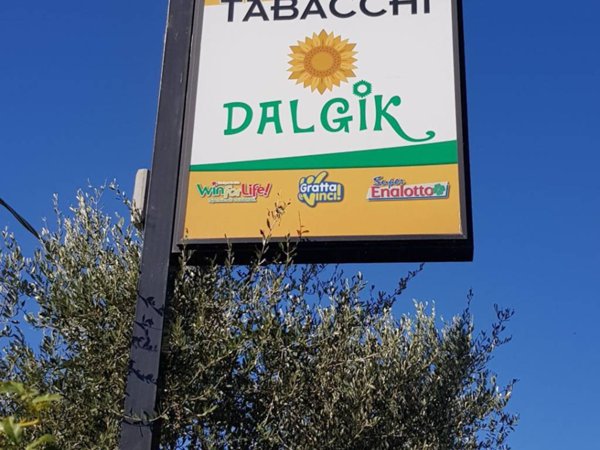 TABACCHI
DALGiK
Win for Life!
Gratta e Vinci!
Super
Enalotto